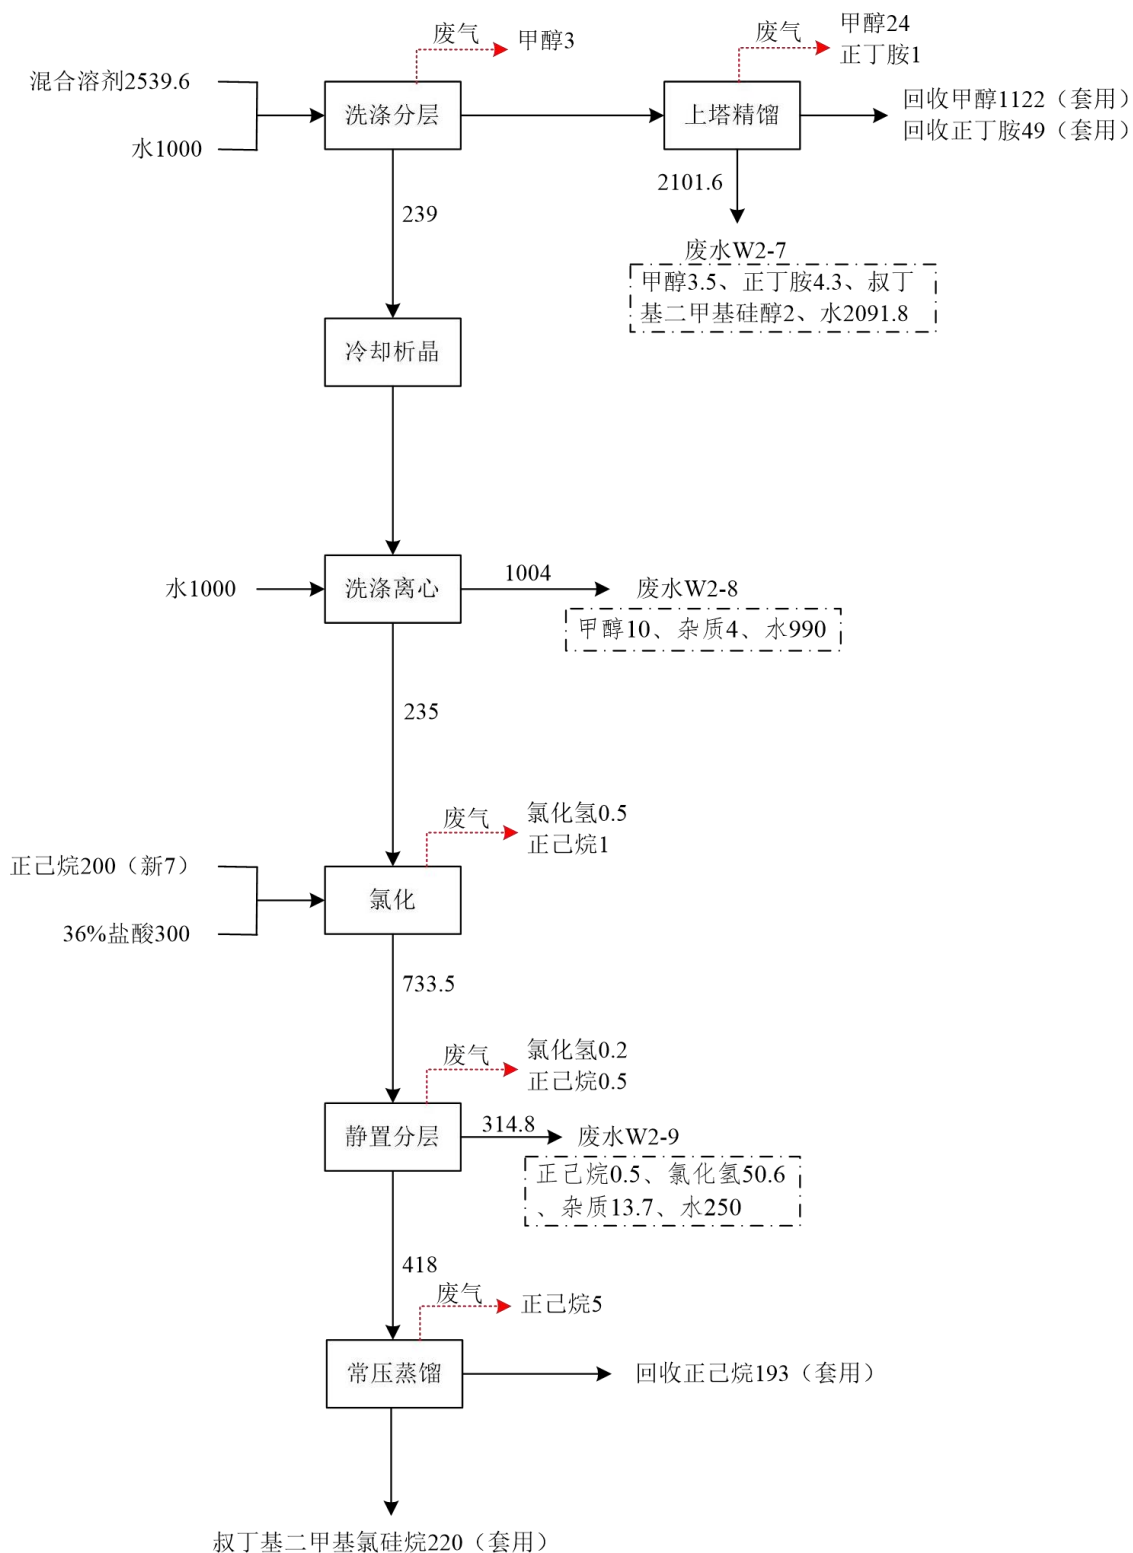 废气
甲醇3
废气
甲醇24
正丁胺1
混合溶剂2539.6
水1000
洗涤分层
上塔精馏
回收甲醇1122（套用）
回收正丁胺49（套用）
239
2101.6
废水W2-7
甲醇3.5、正丁胺4.3、叔丁
基二甲基硅醇2、水2091.8
冷却析晶
水1000
洗涤离心
1004
废水W2-8
甲醇10、杂质4、水990
235
废气
氯化氢0.5
正己烷1
正己烷200（新7）
36%盐酸300
氯化
733.5
废气
氯化氢0.2
正己烷0.5
静置分层
314.8
废水W2-9
正己烷0.5、氯化氢50.6
、杂质13.7、水250
418
废气
正己烷5
常压蒸馏
回收正己烷193（套用）
叔丁基二甲基氯硅烷220（套用）